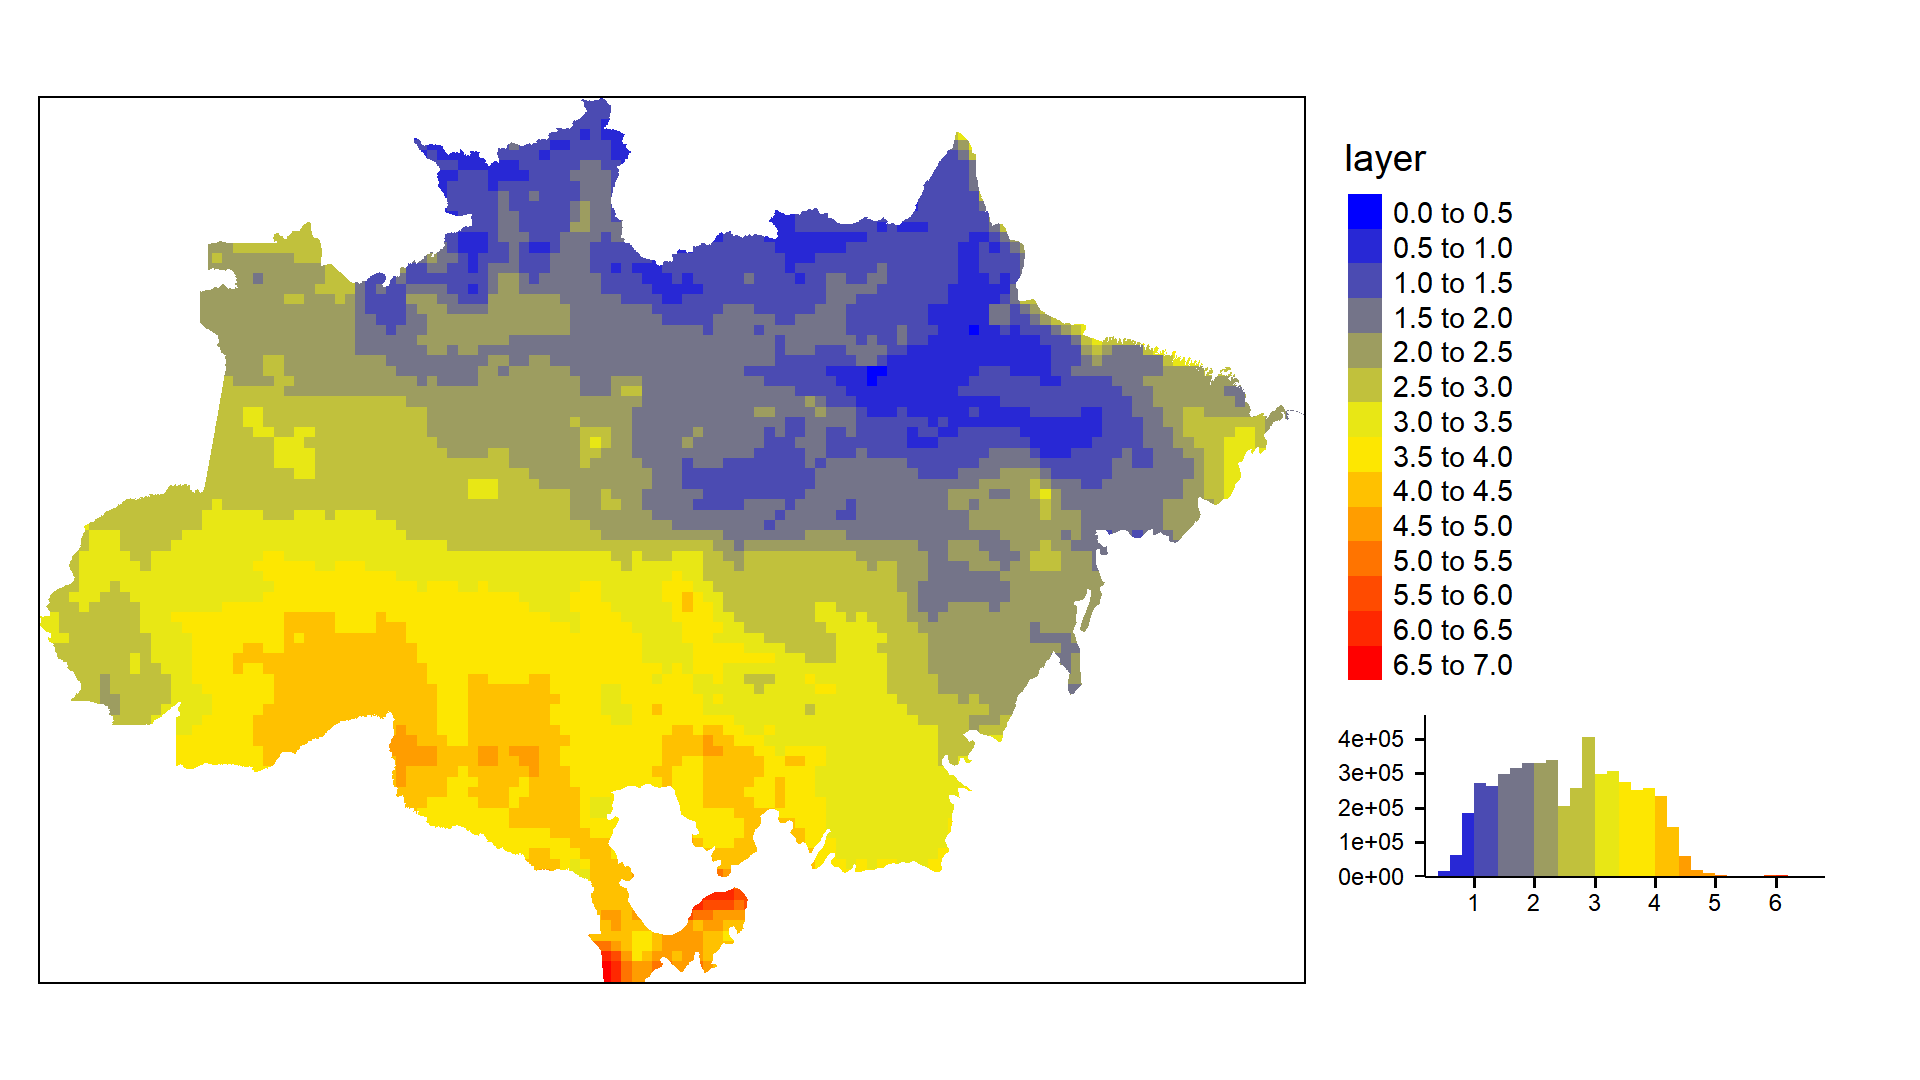 layer
0.0 to 0.5
0.5 to 1.0
1.0 to 1.5
1.5 to 2.0
2.0 to 2.5
2.5 to 3.0
3.0 to 3.5
3.5 to 4.0
4.0 to 4.5
4.5 to 5.0
5.0 to 5.5
5.5 to 6.0
6.0 to 6.5
6.5 to 7.0
4e+05
3e+05
2e+05
1e+05
0e+00
1 2 3 4 5 6